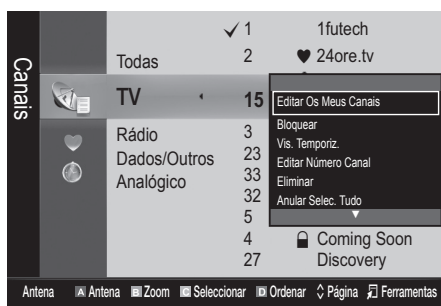 Canais
✓ 1 1futech
Todas 2 ♥ 24ore.tv
TV 15
Rádio 3
Dados/Outros 23
Analógico 33
32
5
4 Coming Soon
27 Discovery
Editar Os Meus Canais
Bloquear
Vis. Temporiz.
Editar Número Canal
Eliminar
Anular Selec. Tudo
▼
Antena A Antena B Zoom C Seleccionar D Ordenar Página Ferramentas